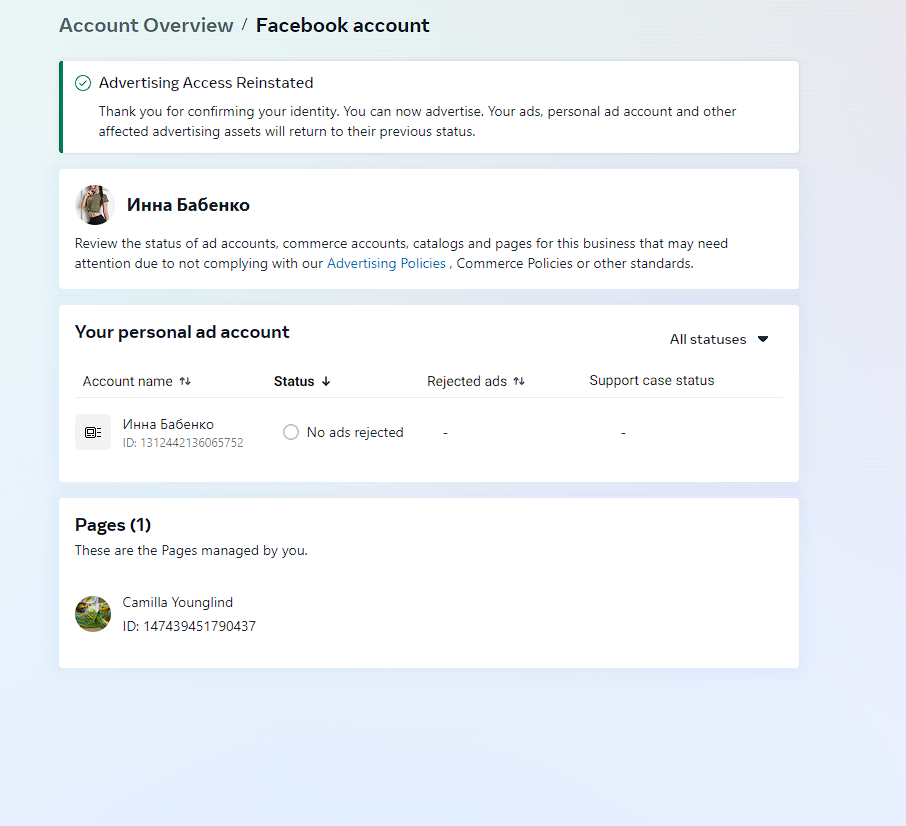 Account Overview / Facebook account
Advertising Access Reinstated
Thank you for confirming your identity. You can now advertise. Your ads, personal ad account and other
affected advertising assets will return to their previous status.
Инна Бабенко
Review the status of ad accounts, commerce accounts, catalogs and pages for this business that may need
attention due to not complying with our Advertising Policies , Commerce Policies or other standards.
Your personal ad account
All statuses
Account name Status Rejected ads Support case status
Инна Бабенко
ID: 1312442136065752
No ads rejected - -
Pages (1)
These are the Pages managed by you.
Camilla Younglind
ID: 147439451790437